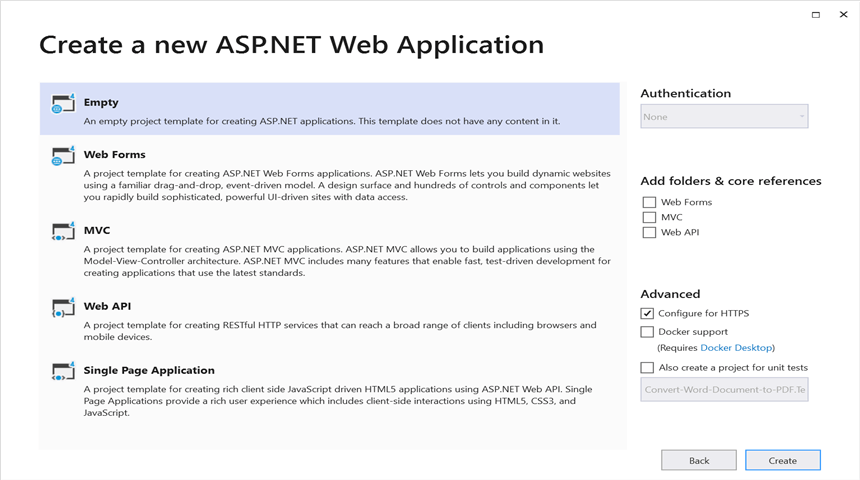 Create a new ASP.NET Web Application
Empty
An empty project template for creating ASP.NET applications. This template does not have any content in it.
Web Forms
A project template for creating ASP.NET Web Forms applications. ASP.NET Web Forms lets you build dynamic websites
using a familiar drag-and-drop, event-driven model. A design surface and hundreds of controls and components let
you rapidly build sophisticated, powerful UI-driven sites with data access.
MVC
A project template for creating ASP.NET MVC applications. ASP.NET MVC allows you to build applications using the
Model-View-Controller architecture. ASP.NET MVC includes many features that enable fast, test-driven development for
creating applications that use the latest standards.
Web API
A project template for creating RESTful HTTP services that can reach a broad range of clients including browsers and
mobile devices.
Single Page Application
A project template for creating rich client side JavaScript driven HTML5 applications using ASP.NET Web API. Single
Page Applications provide a rich user experience which includes client-side interactions using HTML5, CSS3, and
JavaScript.
Authentication
None
Add folders & core references
Web Forms
MVC
Web API
Advanced
Configure for HTTPS
Docker support
(Requires Docker Desktop)
Also create a project for unit tests
Convert-Word-Document-to-PDF.Te
Back
Create